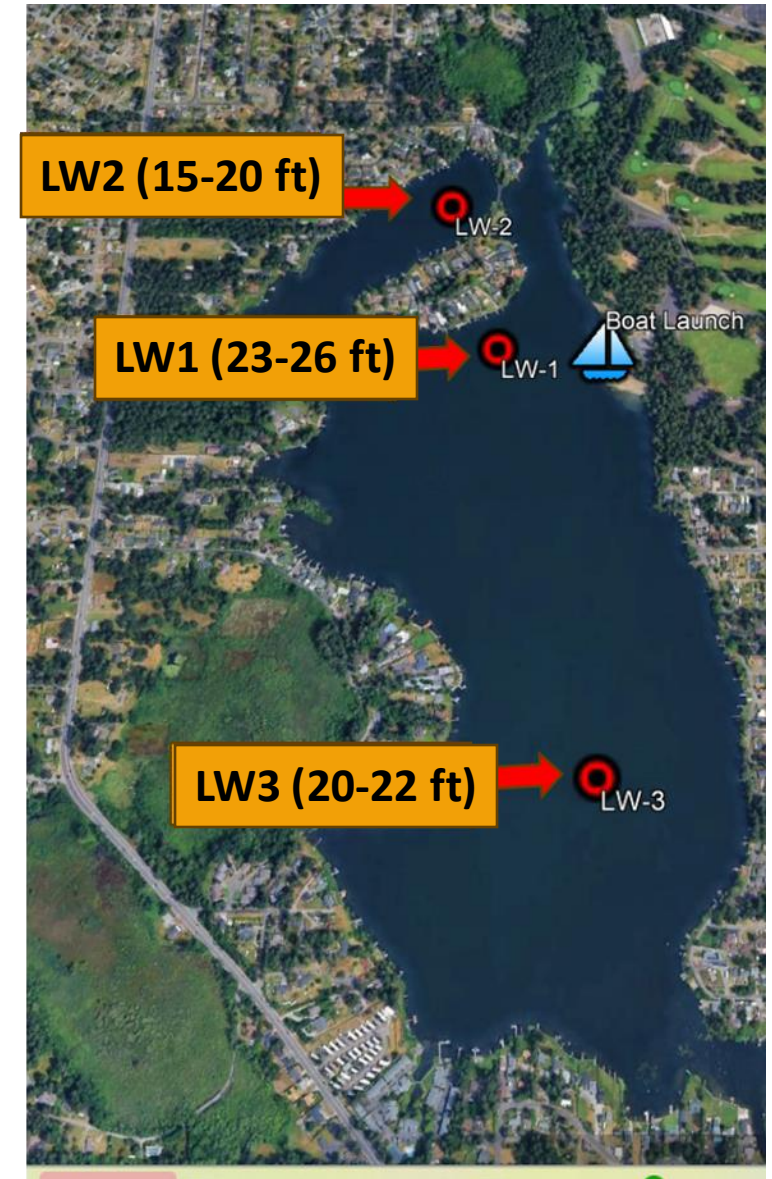 LW2 (15-20 ft)
LW-2
Boat Launch
LW1 (23-26 ft)
LW-1
LW3 (20-22 ft)
LW-3